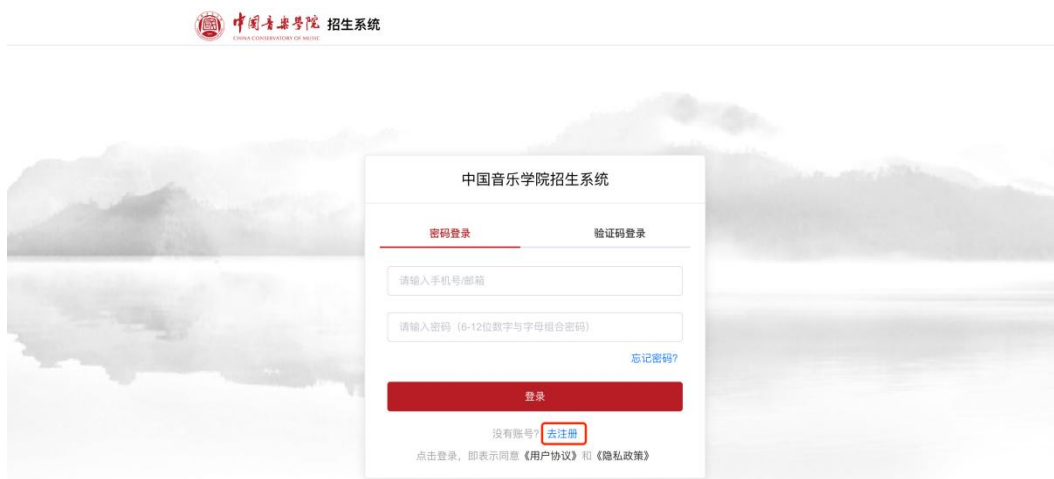 中国音乐学院 招生系统
CHINA CONSERVATORY OF MUSIC
中国音乐学院招生系统
密码登录 验证码登录
请输入手机号/邮箱
请输入密码（6-12位数字与字母组合密码）
忘记密码?
登录
没有账号? 去注册
点击登录，即表示同意《用户协议》和《隐私政策》